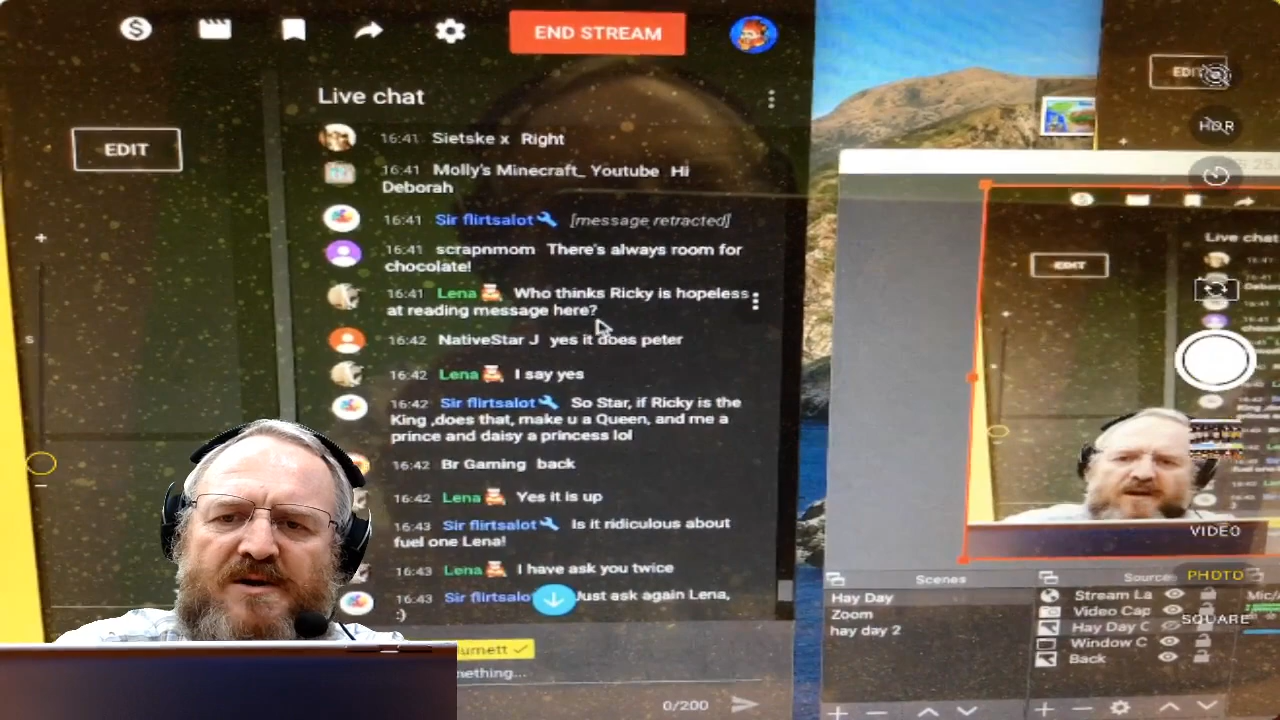 END STREAM
Live chat
EDIT
16:41 Sietske x Right
16:41 Molly's Minecraft_ Youtube Hi
Deborah
16:41 Sir flirtsalot [message retracted]
16:41 scrapnmom There's always room for
chocolate!
16:41 Lena Who thinks Ricky is hopeless
at reading message here?
16:42 NativeStar J yes it does peter
16:42 Lena I say yes
16:42 Sir flirtsalot So Star, if Ricky is the
King ,does that, make u a Queen, and me a
prince and daisy a princess lol
16:42 Br Gaming back
16:42 Lena Yes it is up
16:43 Sir flirtsalot Is it ridiculous about
fuel one Lena!
16:43 Lena I have ask you twice
16:43 Sir flirtsalo Just ask again Lena,
:)
0/200
EDIT
HDR
Live chat
EDIT
VIDEO
PHOTO
SQUARE
Scenes
Hay Day
Zoom
hay day 2
Sourc
Stream La
Video Cap
Hay Day C
Window C
Back
Mic/